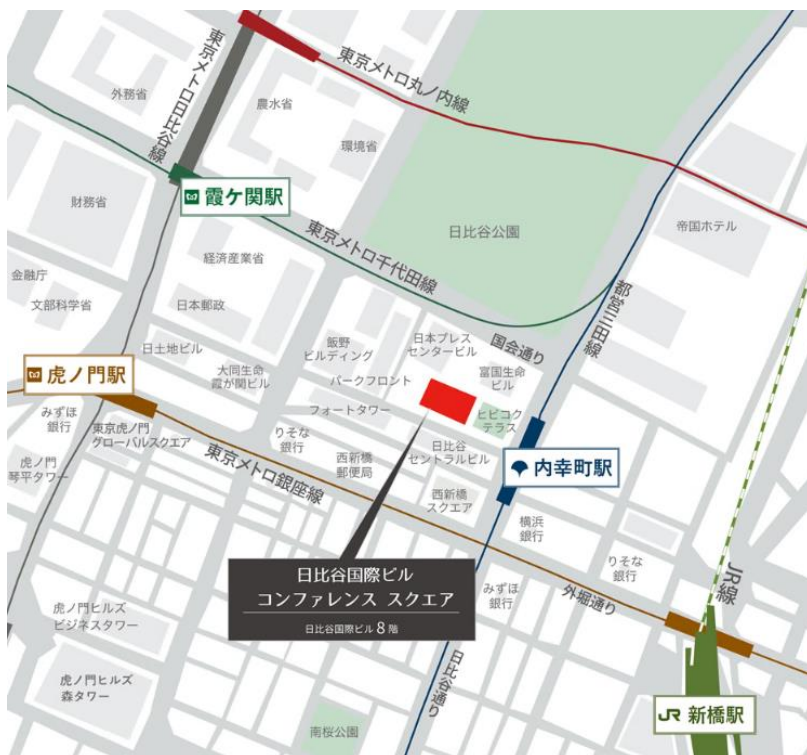 東京メトロ日比谷線
東京メトロ丸ノ内線
外務省
農水省
環境省
霞ケ関駅
財務省
東京メトロ千代田線
日比谷公園
帝国ホテル
経済産業省
金融庁
文部科学省
日本郵政
都営三田線
国会通り
日土地ビル
飯野
ビルディング
日本プレス
センタービル
富国生命
ビル
大同生命
霞が関ビル
パークフロント
虎ノ門駅
フォートタワー
ヒビコク
テラス
みずほ
銀行
東京虎ノ門
グローバルスクエア
りそな
銀行
西新橋
郵便局
日比谷
セントラルビル
内幸町駅
虎ノ門
琴平タワー
東京メトロ銀座線
西新橋
スクエア
横浜
銀行
りそな
銀行
JR線
日比谷国際ビル
コンファレンス スクエア
日比谷国際ビル 8 階
みずほ
銀行
外堀通り
虎ノ門ヒルズ
ビジネスタワー
日比谷通り
虎ノ門ヒルズ
森タワー
JR 新橋駅
南桜公園